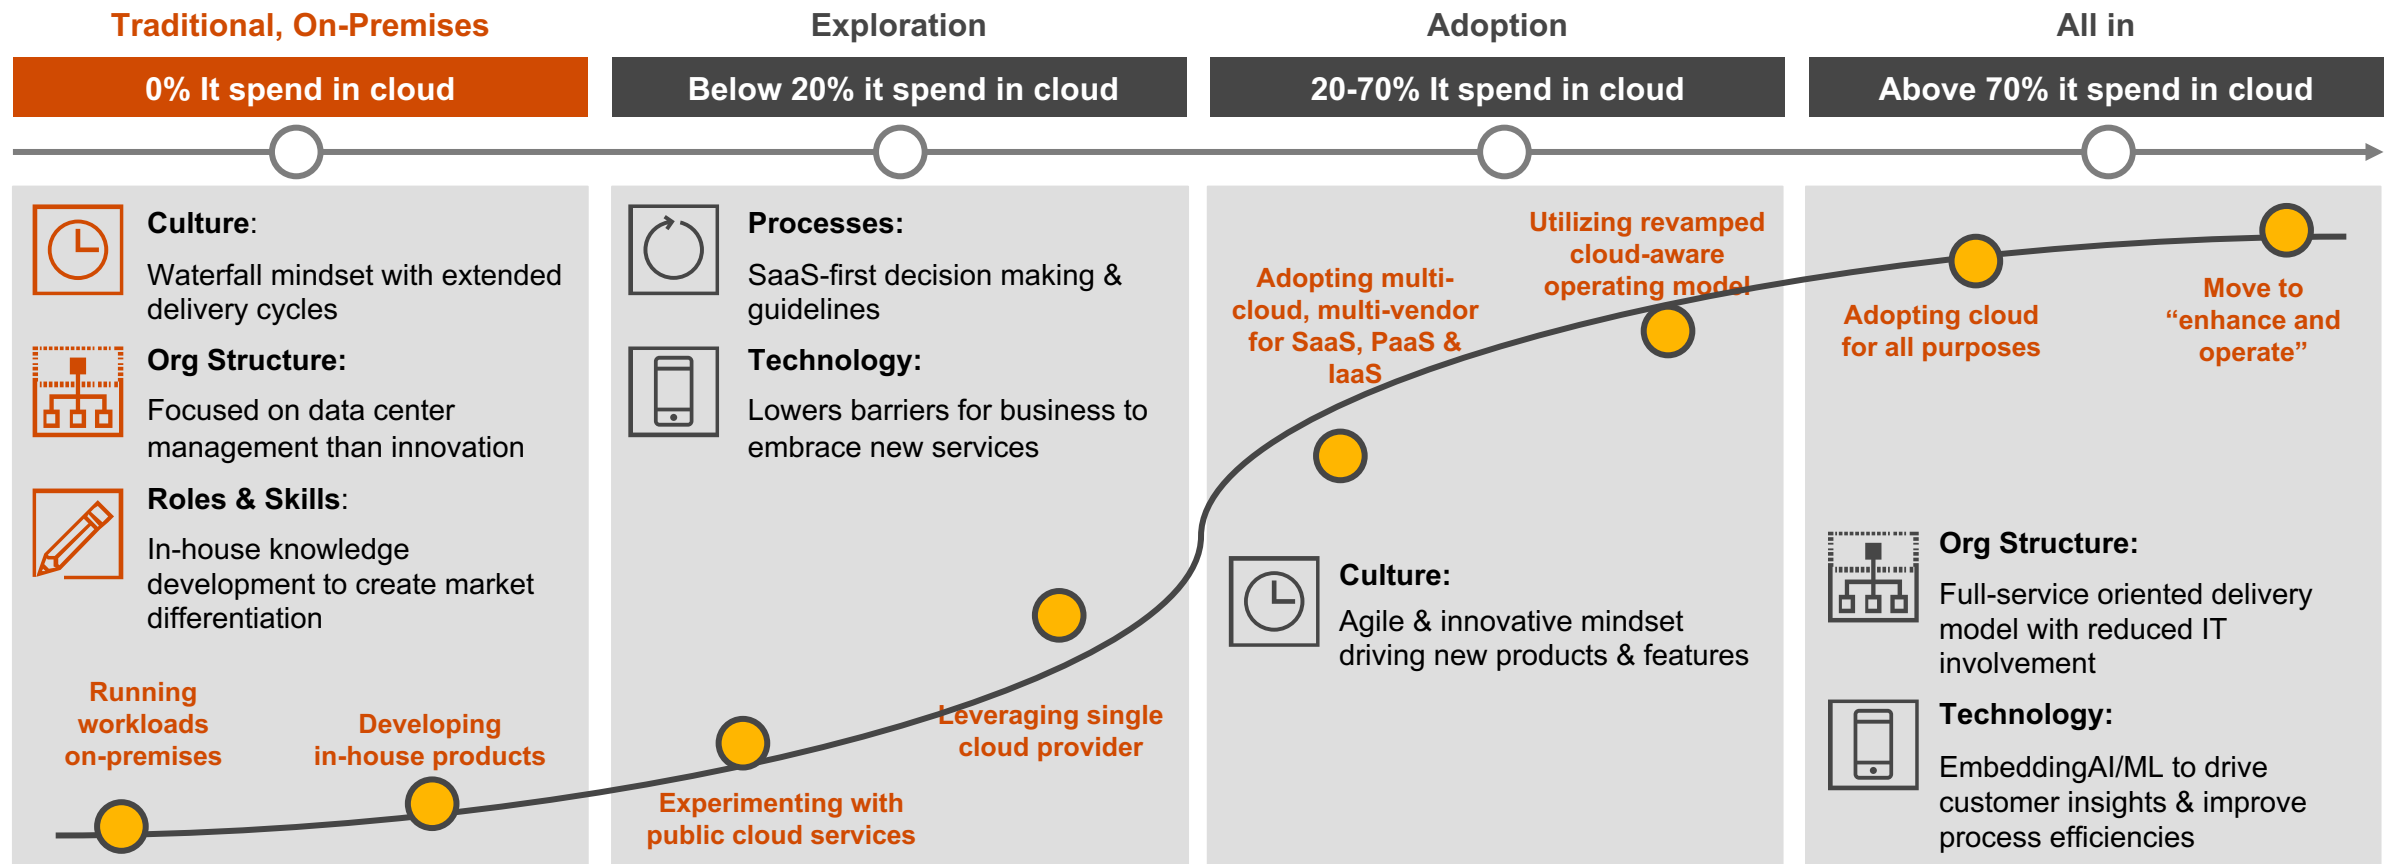 Traditional, On-Premises
0% It spend in cloud
Culture:
Waterfall mindset with extended
delivery cycles
Org Structure:
Focused on data center
management than innovation
Roles & Skills:
In-house knowledge
development to create market
differentiation
Running
workloads
on-premises
Developing
in-house products
Exploration
Below 20% it spend in cloud
Processes:
SaaS-first decision making &
guidelines
Technology:
Lowers barriers for business to
embrace new services
Leveraging single
cloud provider
Experimenting with
public cloud services
Adoption
20-70% It spend in cloud
Utilizing revamped
cloud-aware
operating model
Adopting multi-
cloud, multi-vendor
for SaaS, PaaS &
IaaS
Culture:
Agile & innovative mindset
driving new products & features
All in
Above 70% it spend in cloud
Adopting cloud
for all purposes
Move to
“enhance and
operate”
Org Structure:
Full-service oriented delivery
model with reduced IT
involvement
Technology:
EmbeddingAI/ML to drive
customer insights & improve
process efficiencies